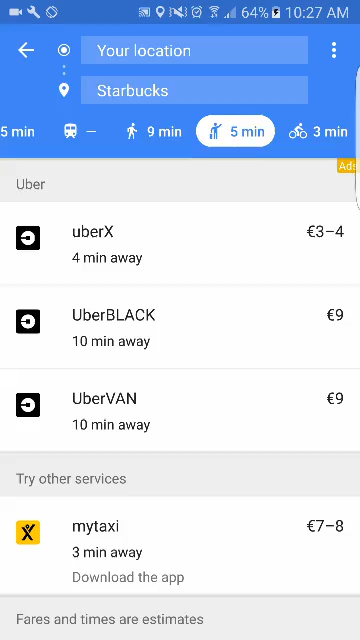 64% 10:27 AM
Your location
Starbucks
5 min — 9 min 5 min 3 min
Ads
Uber
uberX €3–4
4 min away
UberBLACK €9
10 min away
UberVAN €9
10 min away
Try other services
mytaxi €7–8
3 min away
Download the app
Fares and times are estimates